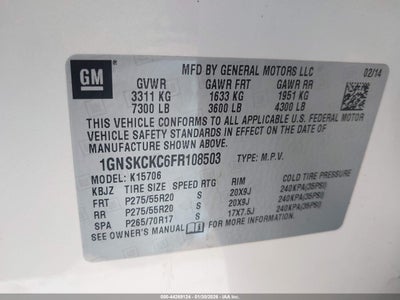 GM
MFD BY GENERAL MOTORS LLC 02/14
GVWR GAWR FRT GAWR RR
3311 KG 1633 KG 1951 KG
7300 LB 3600 LB 4300 LB
THIS VEHICLE CONFORMS TO ALL APPLICABLE U.S. FEDERAL MOTOR
VEHICLE SAFETY STANDARDS IN EFFECT ON THE DATE OF
MANUFACTURE SHOWN ABOVE.
1GNSKCKC6FR108503 TYPE: M.P.V.
MODEL: K15706
KBJZ TIRE SIZE SPEED RTG RIM COLD TIRE PRESSURE
FRT P275/55R20 S 20X9J 240KPA(35PSI)
RR P275/55R20 S 20X9J 240KPA(35PSI)
SPA P265/70R17 S 17X7.5J 240KPA(35PSI)
SEE OWNER'S MANUAL FOR MORE INFORMATION.